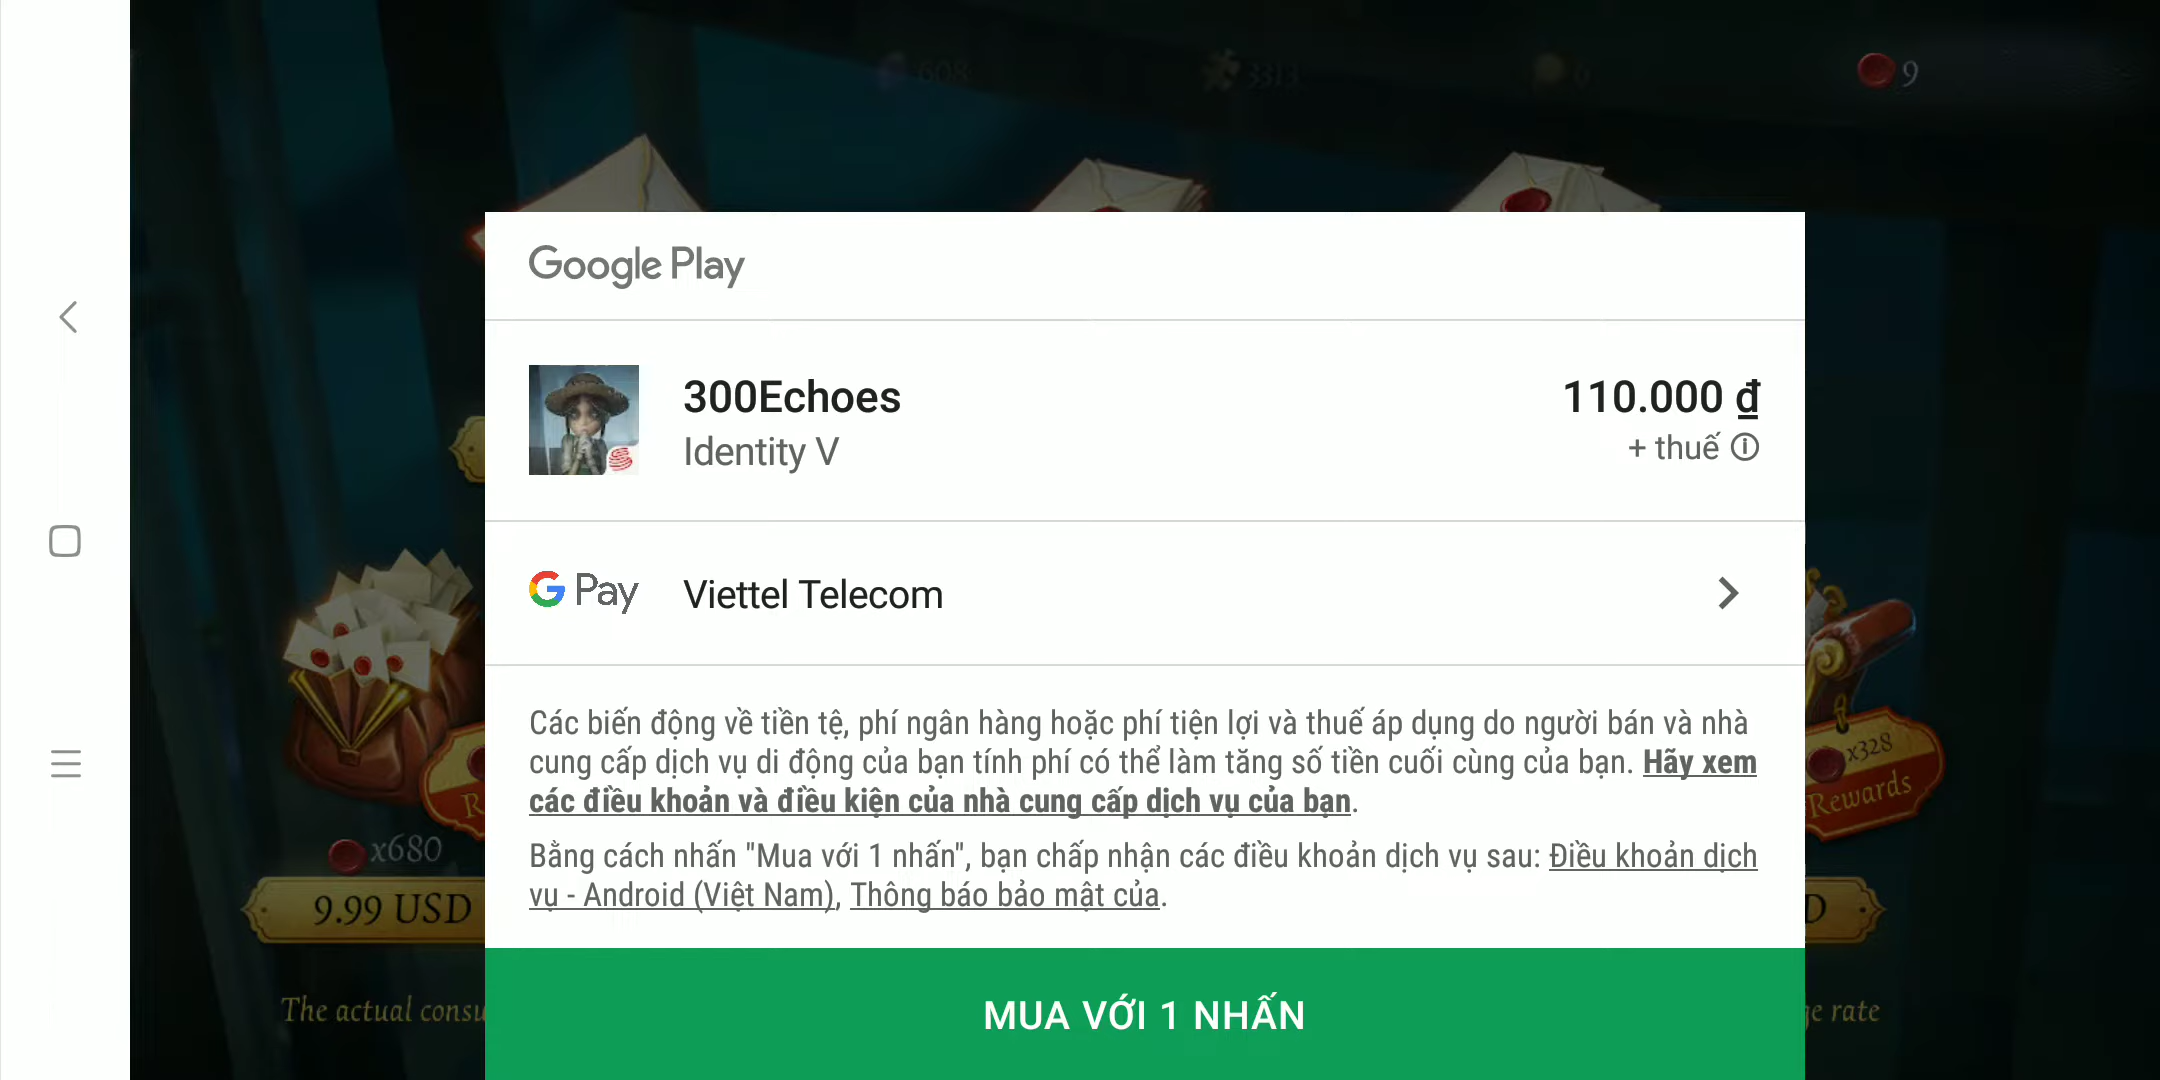 608
3313
9
Google Play
300Echoes
110.000 ₫
Identity V
+ thuế
G Pay
Viettel Telecom
Các biến động về tiền tệ, phí ngân hàng hoặc phí tiện lợi và thuế áp dụng do người bán và nhà
cung cấp dịch vụ di động của bạn tính phí có thể làm tăng số tiền cuối cùng của bạn. Hãy xem
các điều khoản và điều kiện của nhà cung cấp dịch vụ của bạn.
x328
Rewards
x680
Bằng cách nhấn "Mua với 1 nhấn", bạn chấp nhận các điều khoản dịch vụ sau: Điều khoản dịch
vụ - Android (Việt Nam), Thông báo bảo mật của.
9.99 USD
MUA VỚI 1 NHẤN
The actual
rate